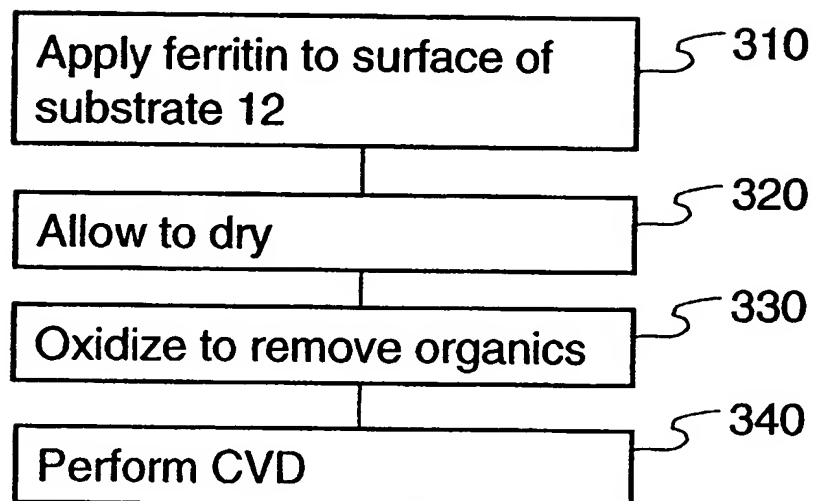 Apply ferritin to surface of
substrate 12
310
Allow to dry
320
Oxidize to remove organics
330
Perform CVD
340